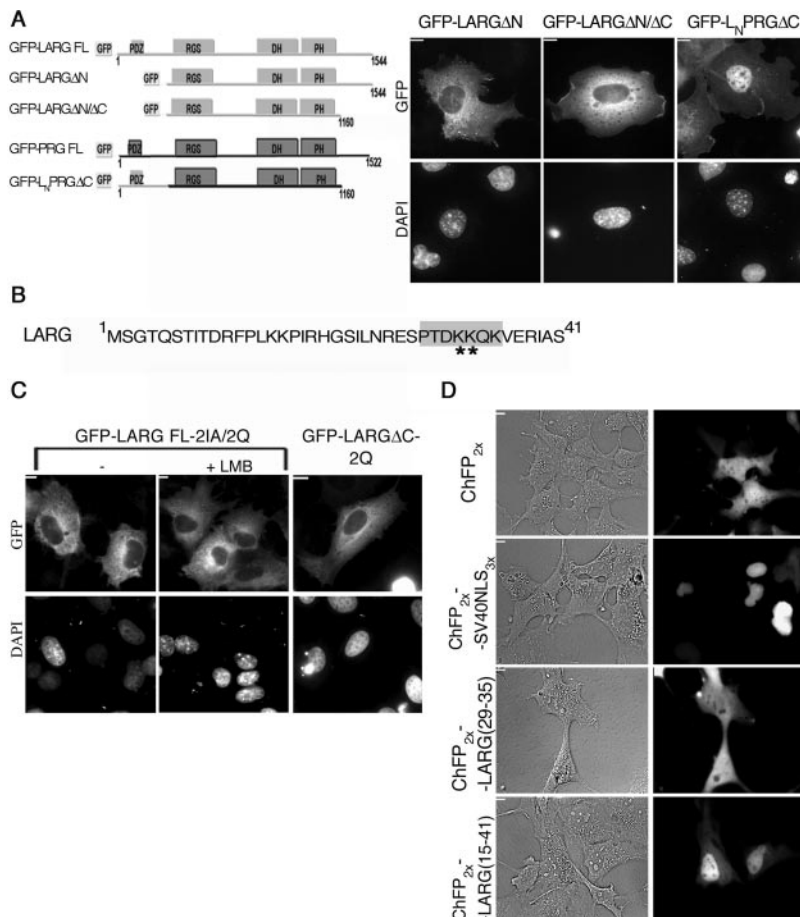 A
GFP-LARG FL GFP PDZ RGS DH PH
1 1544
GFP-LARGΔN GFP RGS DH PH
1544
GFP-LARGΔN/ΔC GFP RGS DH PH
1160
GFP-PRG FL GFP PDZ RGS DH PH
1 1522
GFP-LNPRGΔC GFP PDZ RGS DH PH
1 1160
GFP-LARGΔN GFP-LARGΔN/ΔC GFP-LNPRGΔC
GFP
DAPI
B
LARG 1MSGTQSTITDRFPLKKPIRHGSILNRESPTDKKQKVERIAS41
**
C
GFP-LARG FL-2IA/2Q GFP-LARGΔC-
2Q
- + LMB
GFP
DAPI
D
ChFP2x
ChFP2x-
-SV40NLS3x
ChFP2x-
-LARG(29-35)
ChFP2x-
-LARG(15-41)